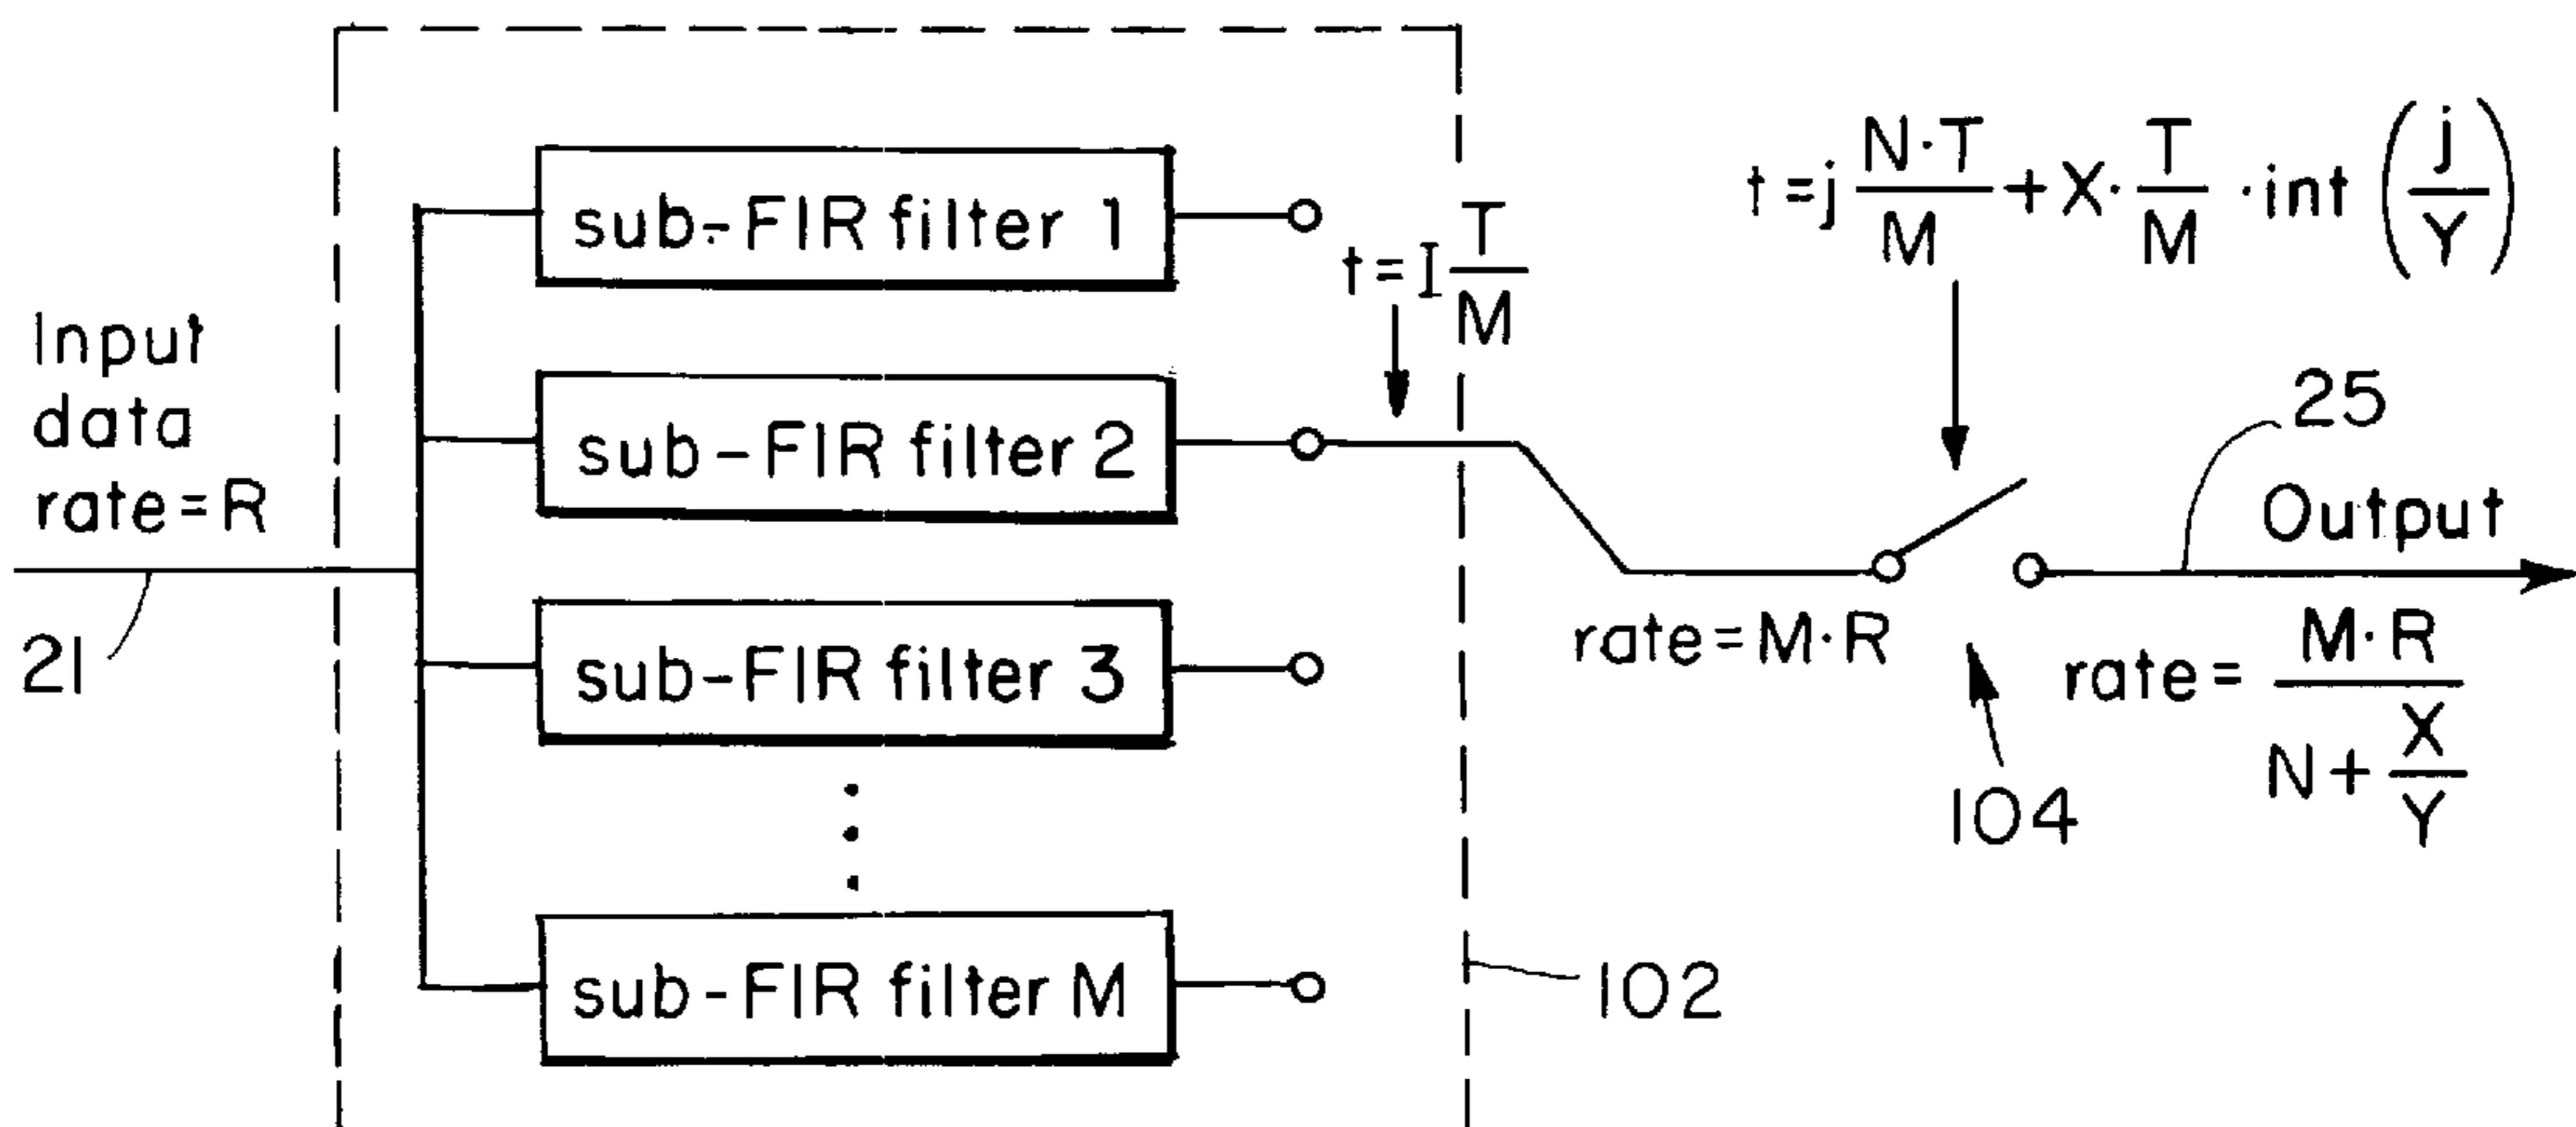 Input
data
rate=R
21
sub-FIR filter 1
sub-FIR filter 2
sub-FIR filter 3
sub-FIR filter M
t=I T/M
t=j N·T/M + X· T/M ·int (j/Y)
rate=M·R
25
Output
rate= M·R / N+ X/Y
104
102